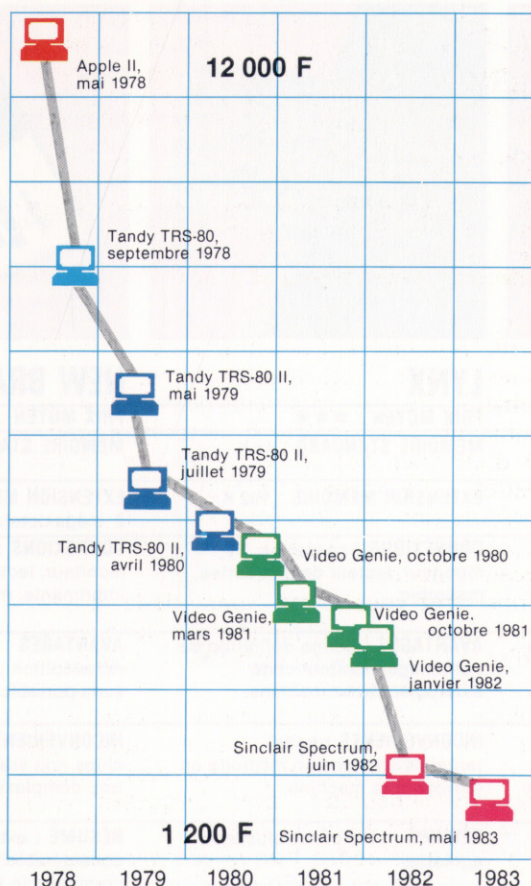 Apple II,
mai 1978
12 000 F
Tandy TRS-80,
septembre 1978
Tandy TRS-80 II,
mai 1979
Tandy TRS-80 II,
juillet 1979
Tandy TRS-80 II,
avril 1980
Video Genie, octobre 1980
Video Genie,
mars 1981
Video Genie,
octobre 1981
Video Genie,
janvier 1982
Sinclair Spectrum,
juin 1982
1 200 F
Sinclair Spectrum, mai 1983
1978 1979 1980 1981 1982 1983